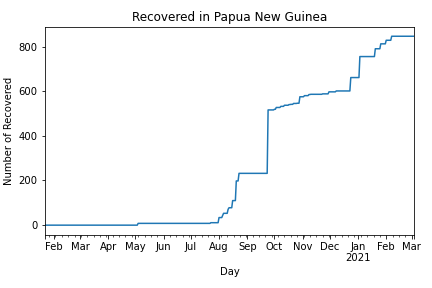 Recovered in Papua New Guinea
Number of Recovered
800
600
400
200
0
Feb Mar Apr May Jun Jul Aug Sep Oct Nov Dec Jan Feb Mar
2021
Day